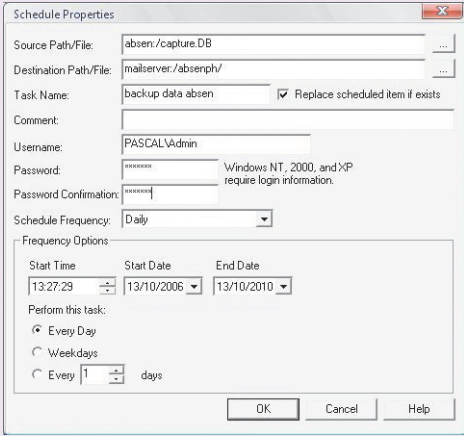 Schedule Properties
Source Path/File: absen:/capture.DB ...
Destination Path/File: mailserver:/absenph/ ...
Task Name: backup data absen Replace scheduled item if exists
Comment:
Username: PASCAL\Admin
Password: ******* Windows NT, 2000, and XP
require login information.
Password Confirmation: *******
Schedule Frequency: Daily
Frequency Options
Start Time Start Date End Date
13:27:29 13/10/2006 13/10/2010
Perform this task:
Every Day
Weekdays
Every 1 days
OK Cancel Help